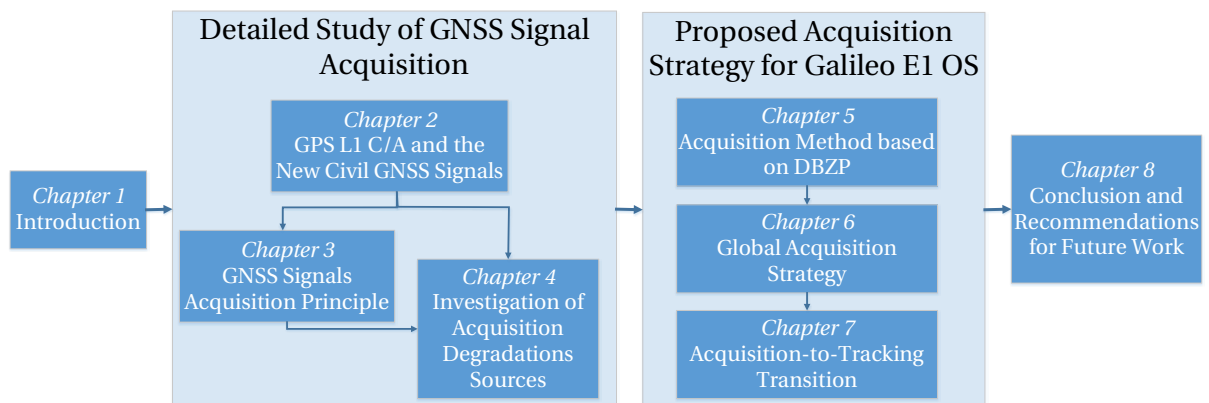 Chapter 1
Introduction
Detailed Study of GNSS Signal
Acquisition
Chapter 2
GPS L1 C/A and the
New Civil GNSS Signals
Chapter 3
GNSS Signals
Acquisition Principle
Chapter 4
Investigation of
Acquisition
Degradations
Sources
Proposed Acquisition
Strategy for Galileo E1 OS
Chapter 5
Acquisition Method based
on DBZP
Chapter 6
Global Acquisition
Strategy
Chapter 7
Acquisition-to-Tracking
Transition
Chapter 8
Conclusion and
Recommendations
for Future Work